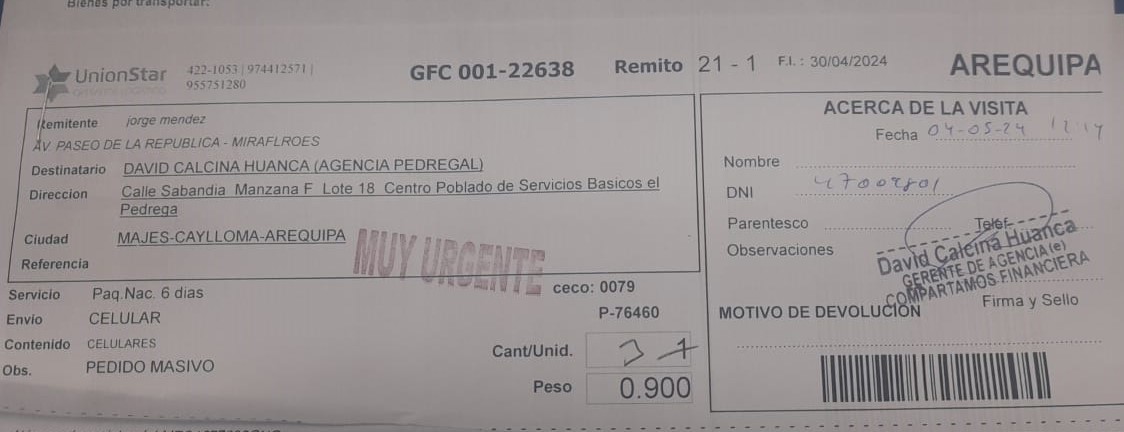 Bienes por transportar:
UnionStar 422-1053 | 974412571 |
955751280
GFC 001-22638 Remito 21 - 1 F.I.: 30/04/2024 AREQUIPA
Remitente jorge mendez
AV. PASEO DE LA REPUBLICA - MIRAFLROES
Destinatario DAVID CALCINA HUANCA (AGENCIA PEDREGAL)
Direccion Calle Sabandia Manzana F Lote 18 Centro Poblado de Servicios Basicos el
Pedrega
Ciudad MAJES-CAYLLOMA-AREQUIPA
Referencia
MUY URGENTE
Servicio Paq.Nac. 6 dias
ceco: 0079
Envio CELULAR
P-76460
Contenido CELULARES
Obs. PEDIDO MASIVO
Cant/Unid.
Peso 0.900
ACERCA DE LA VISITA
Fecha 04-05-24 12:14
Nombre
DNI
Parentesco Telef.
Observaciones
David Calcina Huanca
GERENTE DE AGENCIA (e)
COMPARTAMOS FINANCIERA
Firma y Sello
MOTIVO DE DEVOLUCIÓN